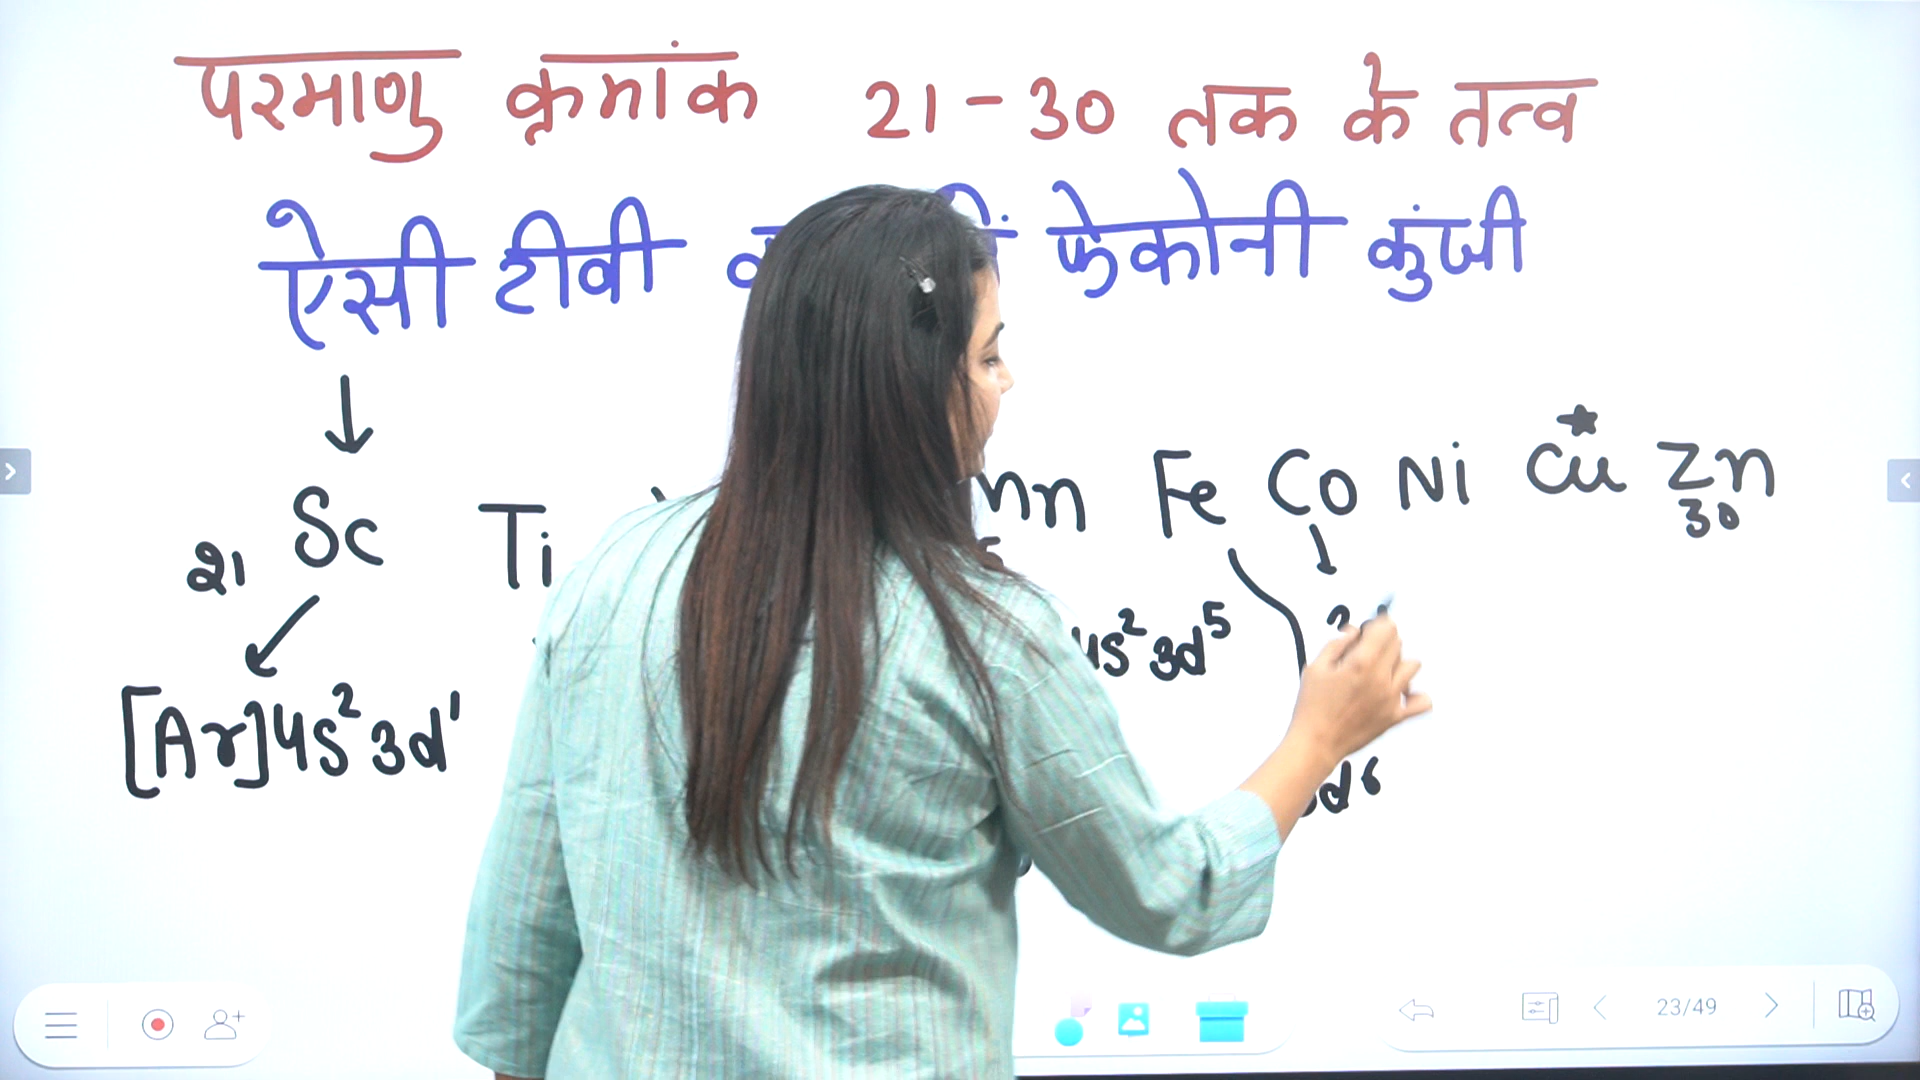 परमाणु क्रमांक 21-30 तक के तत्व
ऐसी टीवी फेकोनी कुंजी
21 Sc Ti mn Fe Co Ni Cu Zn
30
4s² 3d⁵
[Ar]4s² 3d¹
d⁶
23/49